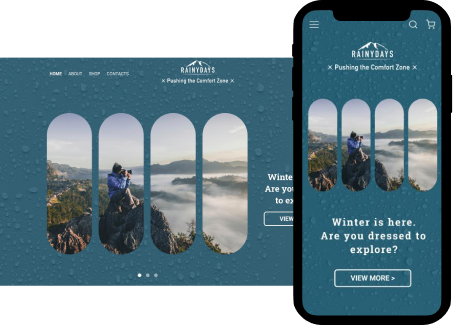 HOME ABOUT SHOP CONTACTS
RAINYDAYS
× Pushing the Comfort Zone ×
Winte
Are you
to ex
VIEW
RAINYDAYS
× Pushing the Comfort Zone ×
Winter is here.
Are you dressed to
explore?
VIEW MORE >